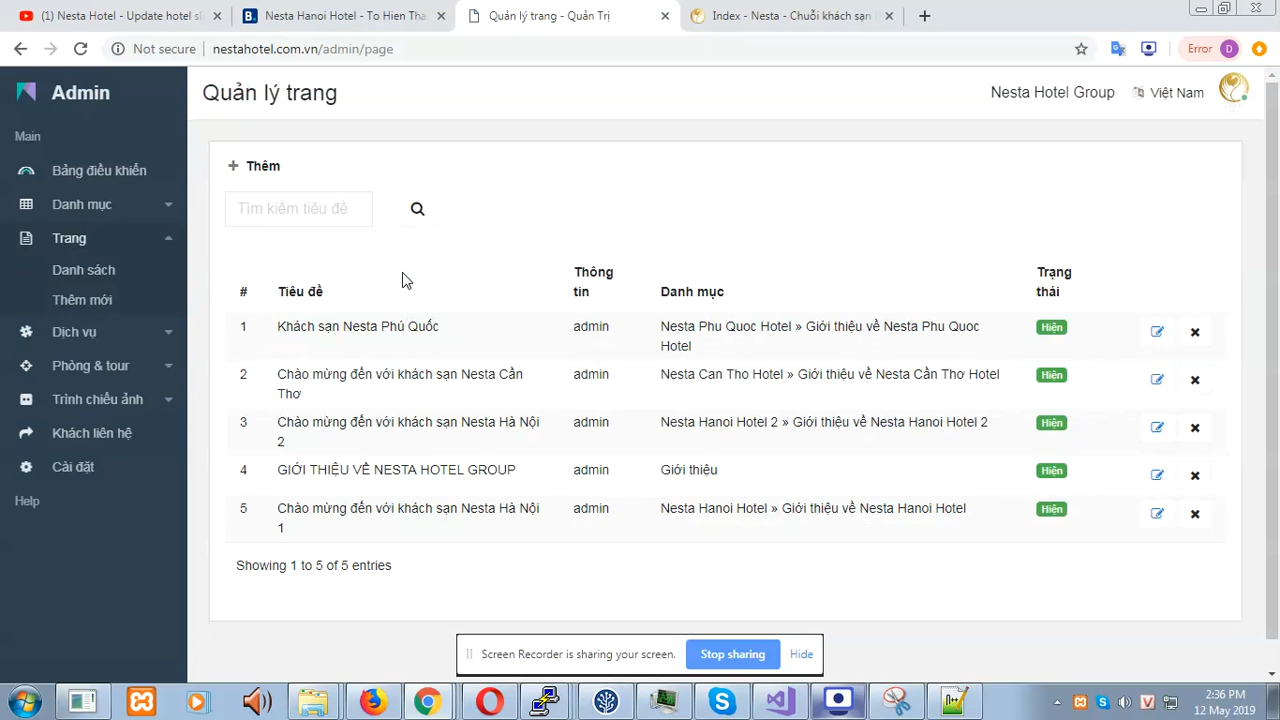 (1) Nesta Hotel - Update hotel sli
Nesta Hanoi Hotel - To Hien Tha
Quản lý trang - Quản Trị
Index - Nesta - Chuỗi khách sạn
Not secure
nestahotel.com.vn/admin/page
Error D
Admin
Quản lý trang
Nesta Hotel Group
Việt Nam
Main
Bảng điều khiển
Danh mục
Trang
Danh sách
Thêm mới
Dịch vụ
Phòng & tour
Trình chiếu ảnh
Khách liên hệ
Cài đặt
Help
+ Thêm
Tìm kiếm tiêu đề
# Tiêu đề Thông tin Danh mục Trạng thái
1 Khách sạn Nesta Phú Quốc admin Nesta Phu Quoc Hotel » Giới thiệu về Nesta Phu Quoc Hiện
Hotel
2 Chào mừng đến với khách sạn Nesta Cần admin Nesta Can Tho Hotel » Giới thiệu về Nesta Cần Thơ Hotel Hiện
Thơ
3 Chào mừng đến với khách sạn Nesta Hà Nội admin Nesta Hanoi Hotel 2 » Giới thiệu về Nesta Hanoi Hotel 2 Hiện
2
4 GIỚI THIỆU VỀ NESTA HOTEL GROUP admin Giới thiệu Hiện
5 Chào mừng đến với khách sạn Nesta Hà Nội admin Nesta Hanoi Hotel » Giới thiệu về Nesta Hanoi Hotel Hiện
1
Showing 1 to 5 of 5 entries
Screen Recorder is sharing your screen.
Stop sharing
Hide
2:36 PM
12 May 2019